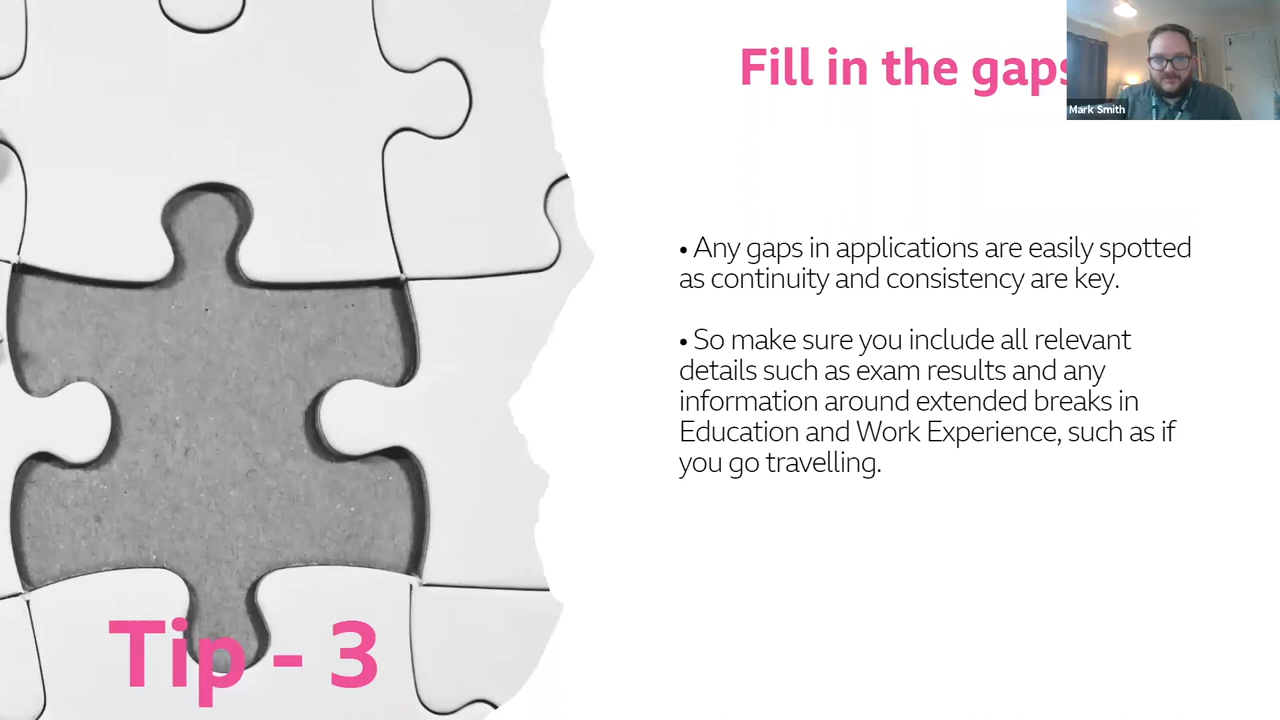 Fill in the gaps
Mark Smith
• Any gaps in applications are easily spotted
as continuity and consistency are key.
• So make sure you include all relevant
details such as exam results and any
information around extended breaks in
Education and Work Experience, such as if
you go travelling.
Tip - 3